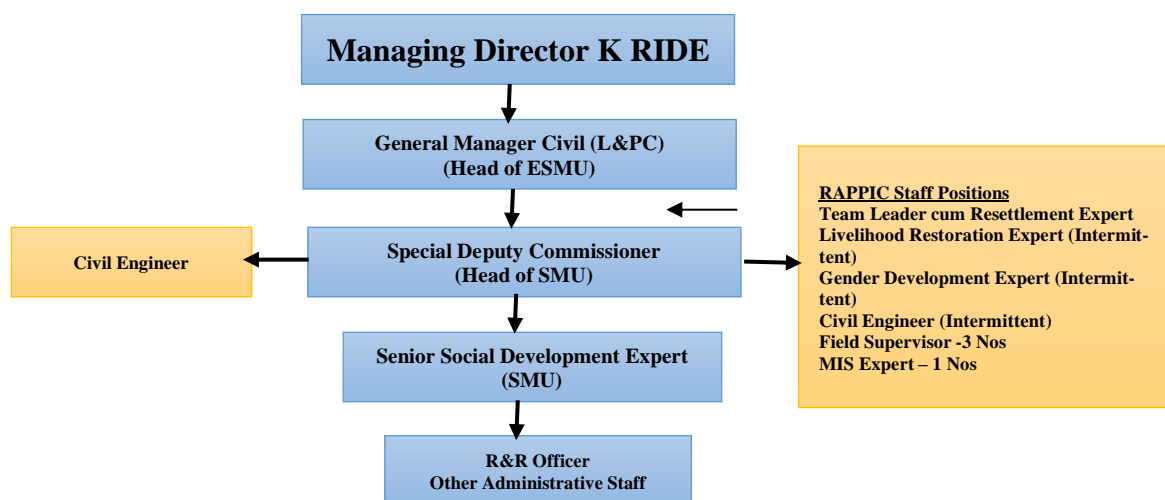 Managing Director K RIDE
General Manager Civil (L&PC)
(Head of ESMU)
Civil Engineer
Special Deputy Commissioner
(Head of SMU)
RAPPIC Staff Positions
Team Leader cum Resettlement Expert
Livelihood Restoration Expert (Intermit-
tent)
Gender Development Expert (Intermit-
tent)
Civil Engineer (Intermittent)
Field Supervisor -3 Nos
MIS Expert – 1 Nos
Senior Social Development Expert
(SMU)
R&R Officer
Other Administrative Staff